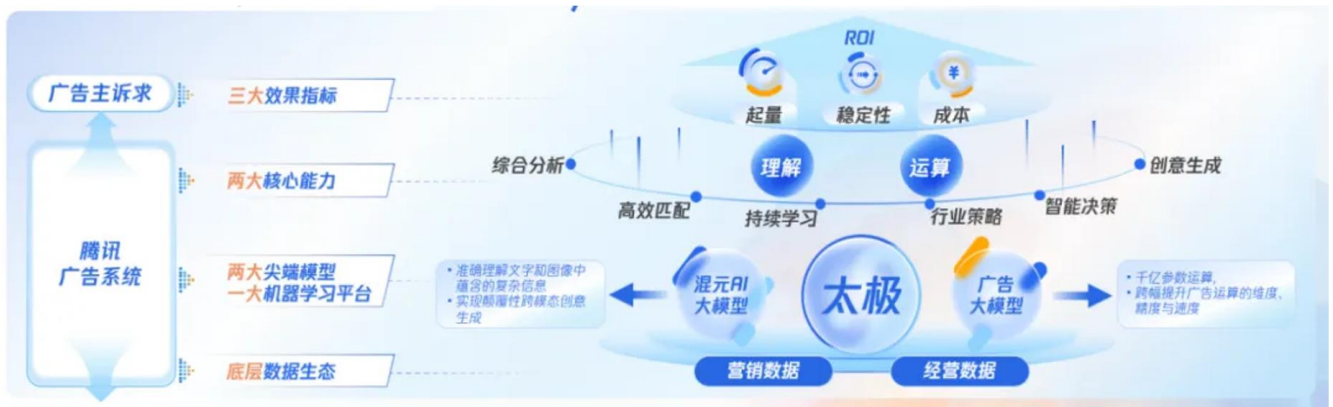 ROI
广告主诉求
三大效果指标
起量
稳定性
成本
两大核心能力
理解
运算
综合分析
高效匹配
持续学习
行业策略
智能决策
创意生成
腾讯
广告系统
两大尖端模型
一大机器学习平台
• 准确理解文字和图像中
蕴含的复杂信息
• 实现颠覆性跨模态创意
生成
混元AI
大模型
太极
广告
大模型
• 千亿参数运算,
• 跨幅提升广告运算的维度、
精度与速度
底层数据生态
营销数据
经营数据